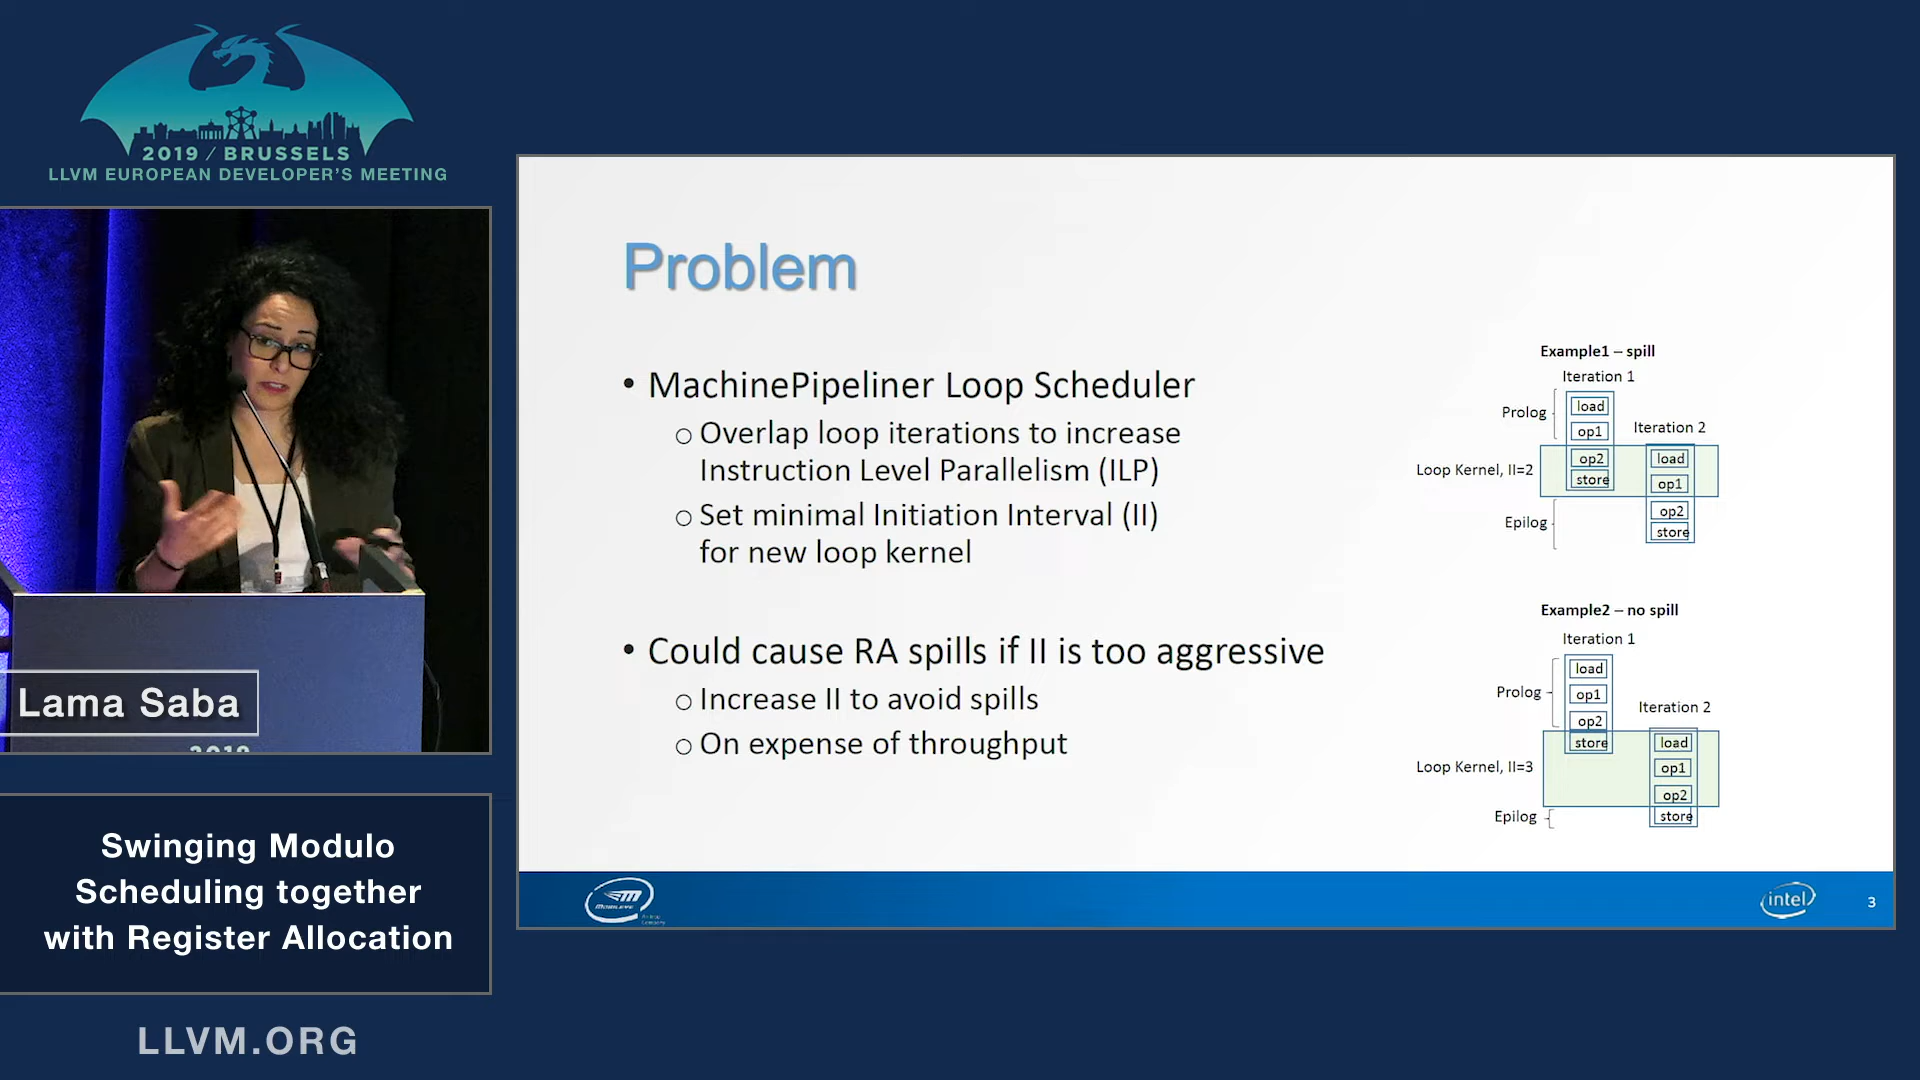 2019 / BRUSSELS
LLVM EUROPEAN DEVELOPER'S MEETING
Lama Saba
Swinging Modulo
Scheduling together
with Register Allocation
LLVM.ORG
Problem
• MachinePipeliner Loop Scheduler
o Overlap loop iterations to increase
Instruction Level Parallelism (ILP)
o Set minimal Initiation Interval (II)
for new loop kernel
• Could cause RA spills if II is too aggressive
o Increase II to avoid spills
o On expense of throughput
Example1 – spill
Iteration 1
Prolog
load
op1
Iteration 2
Loop Kernel, II=2
op2
load
store
op1
Epilog
op2
store
Example2 – no spill
Iteration 1
Prolog
load
op1
op2
Iteration 2
store
load
Loop Kernel, II=3
op1
op2
Epilog
store
intel
3